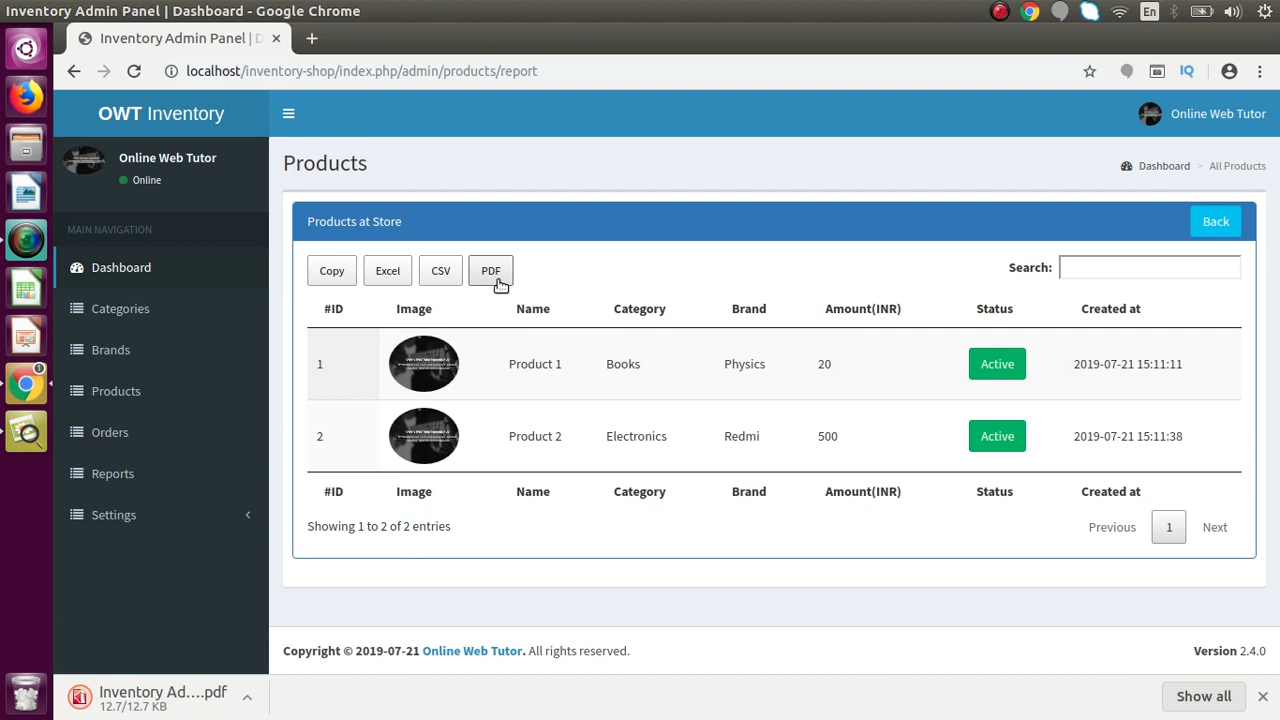 Inventory Admin Panel | Dashboard - Google Chrome
En
Inventory Admin Panel | D
localhost/inventory-shop/index.php/admin/products/report
IQ
OWT Inventory
Online Web Tutor
Online Web Tutor
Online
Products
Dashboard > All Products
MAIN NAVIGATION
Dashboard
Categories
Brands
Products
Orders
Reports
Settings
Products at Store
Back
Copy Excel CSV PDF
Search:
#ID Image Name Category Brand Amount(INR) Status Created at
1 Product 1 Books Physics 20 Active 2019-07-21 15:11:11
2 Product 2 Electronics Redmi 500 Active 2019-07-21 15:11:38
#ID Image Name Category Brand Amount(INR) Status Created at
Showing 1 to 2 of 2 entries
Previous 1 Next
Copyright © 2019-07-21 Online Web Tutor. All rights reserved.
Version 2.4.0
1
Inventory Ad....pdf
12.7/12.7 KB
Show all